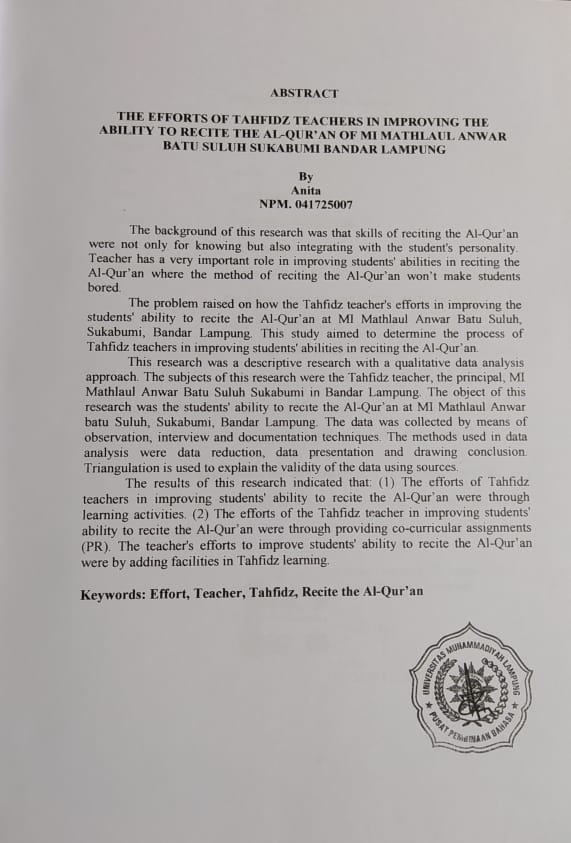 ABSTRACT
THE EFFORTS OF TAHFIDZ TEACHERS IN IMPROVING THE
ABILITY TO RECITE THE AL-QUR'AN OF MI MATHLAUL ANWAR
BATU SULUH SUKABUMI BANDAR LAMPUNG
By
Anita
NPM. 041725007
The background of this research was that skills of reciting the Al-Qur'an
were not only for knowing but also integrating with the student's personality.
Teacher has a very important role in improving students' abilities in reciting the
Al-Qur'an where the method of reciting the Al-Qur'an won't make students
bored.
The problem raised on how the Tahfidz teacher's efforts in improving the
students' ability to recite the Al-Qur'an at MI Mathlaul Anwar Batu Suluh,
Sukabumi, Bandar Lampung. This study aimed to determine the process of
Tahfidz teachers in improving students' abilities in reciting the Al-Qur'an.
This research was a descriptive research with a qualitative data analysis
approach. The subjects of this research were the Tahfidz teacher, the principal, MI
Mathlaul Anwar Batu Suluh Sukabumi in Bandar Lampung. The object of this
research was the students' ability to recite the Al-Qur'an at MI Mathlaul Anwar
batu Suluh, Sukabumi, Bandar Lampung. The data was collected by means of
observation, interview and documentation techniques. The methods used in data
analysis were data reduction, data presentation and drawing conclusion.
Triangulation is used to explain the validity of the data using sources.
The results of this research indicated that: (1) The efforts of Tahfidz
teachers in improving students' ability to recite the Al-Qur'an were through
learning activities. (2) The efforts of the Tahfidz teacher in improving students'
ability to recite the Al-Qur'an were through providing co-curricular assignments
(PR). The teacher's efforts to improve students' ability to recite the Al-Qur'an
were by adding facilities in Tahfidz learning.
Keywords: Effort, Teacher, Tahfidz, Recite the Al-Qur'an
UNIVERSITAS MUHAMMADIYAH LAMPUNG
PUSAT PEMBINAAN BAHASA